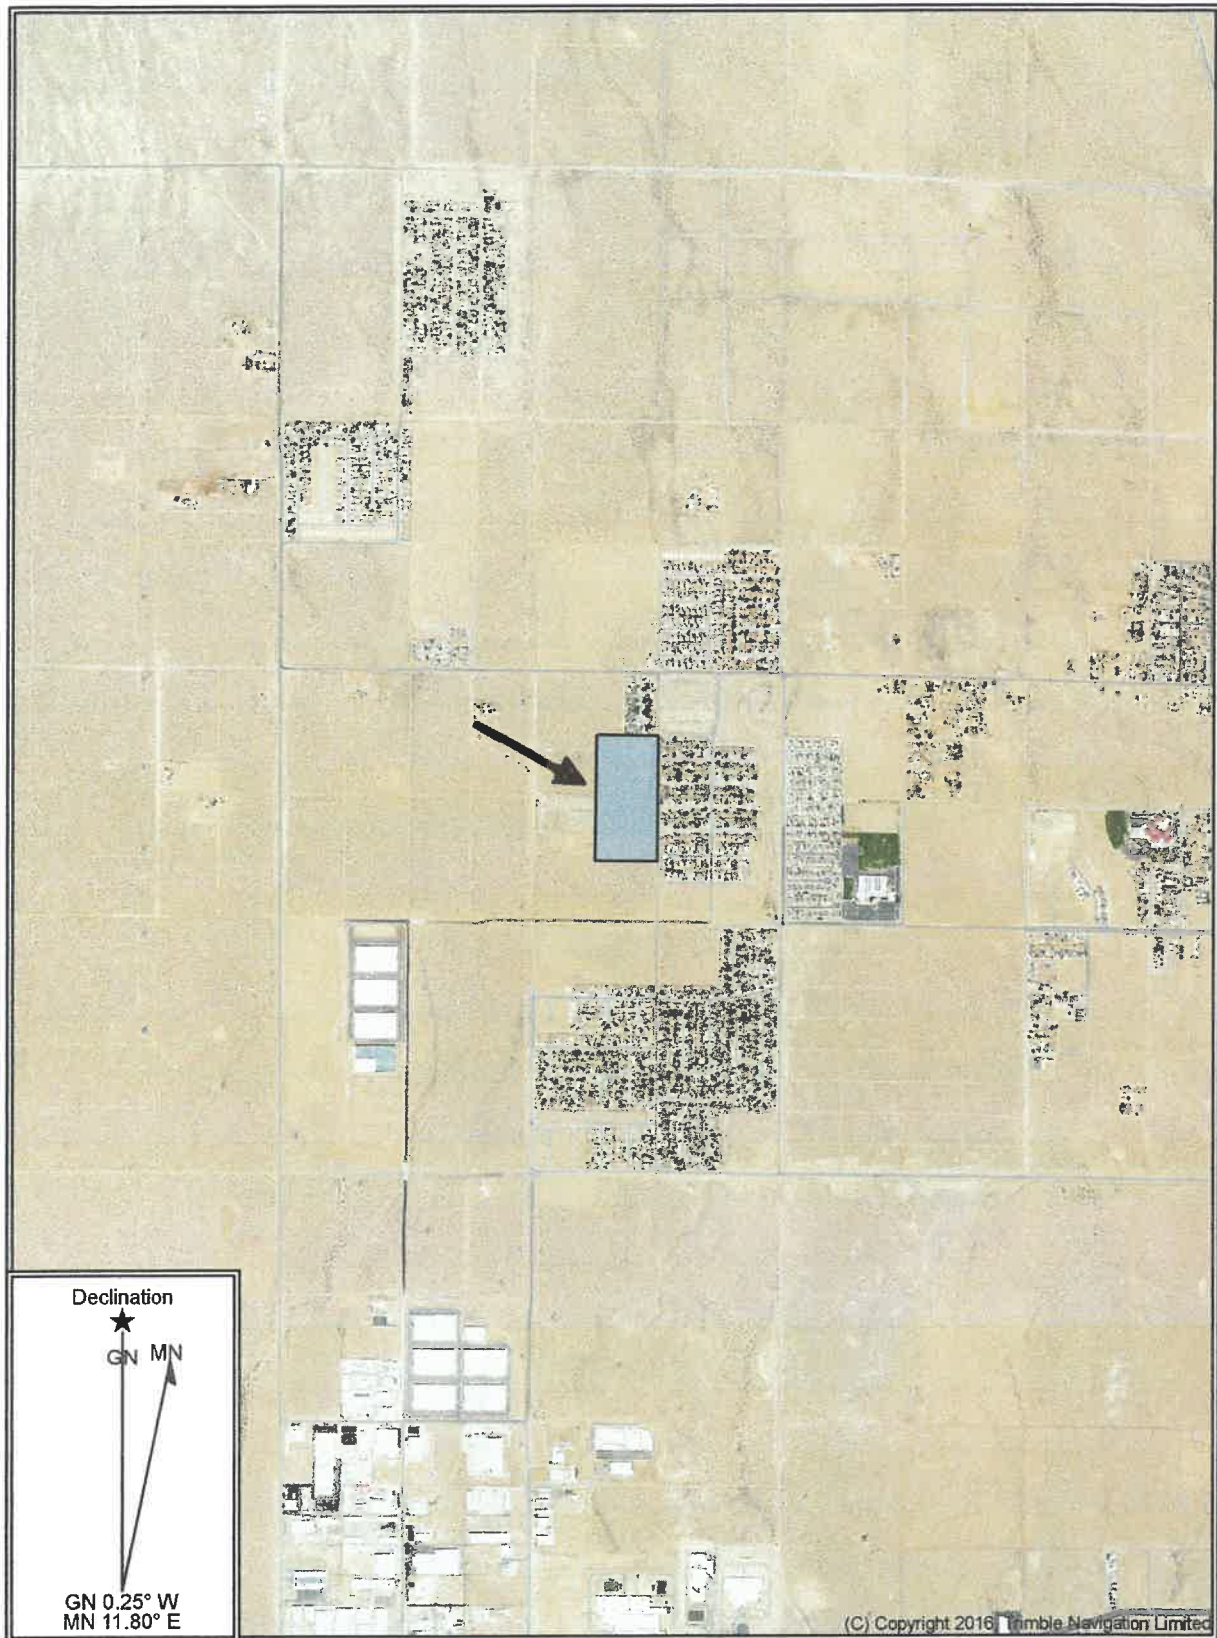 Declination
GN MN
GN 0.25° W
MN 11.80° E
(C) Copyright 2016, Trimble Navigation Limited